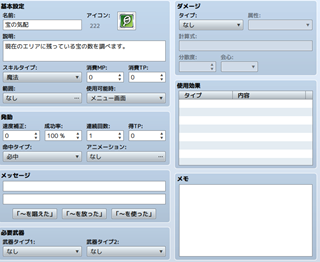 基本設定
名前:
アイコン:
宝の気配
222
説明:
現在のエリアに残っている宝の数を調べます。
スキルタイプ:
消費MP:
消費TP:
魔法
0
0
範囲:
使用可能時:
なし
メニュー画面
発動
速度補正:
成功率:
連続回数:
得TP:
0
100 %
1
0
命中タイプ:
アニメーション:
必中
なし
メッセージ
「～を唱えた」
「～を放った」
「～を使った」
必要武器
武器タイプ1:
武器タイプ2:
なし
なし
ダメージ
タイプ:
属性:
なし
計算式:
分散度:
会心:
使用効果
タイプ
内容
メモ